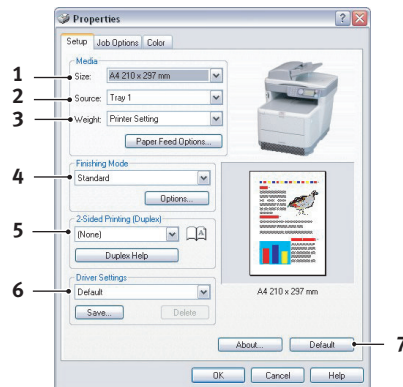 Properties
Setup Job Options Color
Media
1 Size: A4 210 x 297 mm
2 Source: Tray 1
3 Weight: Printer Setting
Paper Feed Options...
Finishing Mode
4 Standard
Options...
2-Sided Printing (Duplex)
5 (None)
Duplex Help
Driver Settings
6 Default
A4 210 x 297 mm
Save... Delete
About... Default 7
OK Cancel Help